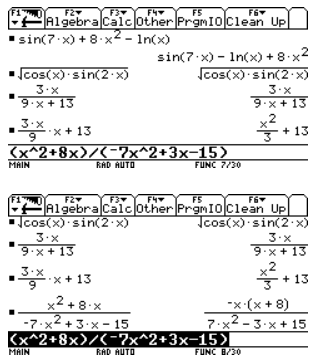 F1 F2▾ F3▾ F4▾ F5 F6▾
Algebra Calc Other PrgmIO Clean Up
▪ sin(7·x) + 8·x² − ln(x)
sin(7·x) − ln(x) + 8·x²
▪ √cos(x)·sin(2·x) √cos(x)·sin(2·x)
▪ 3·x/(9·x + 13) 3·x/(9·x + 13)
▪ 3·x/9·x + 13 x²/3 + 13
(x^2+8x)/(⁻7x^2+3x−15)
MAIN RAD AUTO FUNC 7/30
F1 F2▾ F3▾ F4▾ F5 F6▾
Algebra Calc Other PrgmIO Clean Up
▪ √cos(x)·sin(2·x) √cos(x)·sin(2·x)
▪ 3·x/(9·x + 13) 3·x/(9·x + 13)
▪ 3·x/9·x + 13 x²/3 + 13
▪ (x² + 8·x)/(-7·x² + 3·x − 15) -x·(x + 8)/(7·x² − 3·x + 15)
(x^2+8x)/(⁻7x^2+3x−15)
MAIN RAD AUTO FUNC 8/30